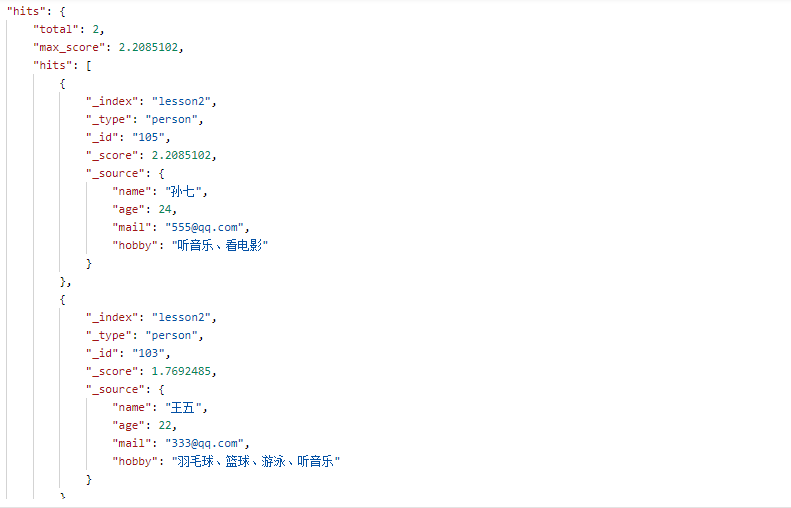 "hits": {
"total": 2,
"max_score": 2.2085102,
"hits": [
{
"_index": "lesson2",
"_type": "person",
"_id": "105",
"_score": 2.2085102,
"_source": {
"name": "孙七",
"age": 24,
"mail": "555@qq.com",
"hobby": "听音乐、看电影"
}
},
{
"_index": "lesson2",
"_type": "person",
"_id": "103",
"_score": 1.7692485,
"_source": {
"name": "王五",
"age": 22,
"mail": "333@qq.com",
"hobby": "羽毛球、篮球、游泳、听音乐"
}
}